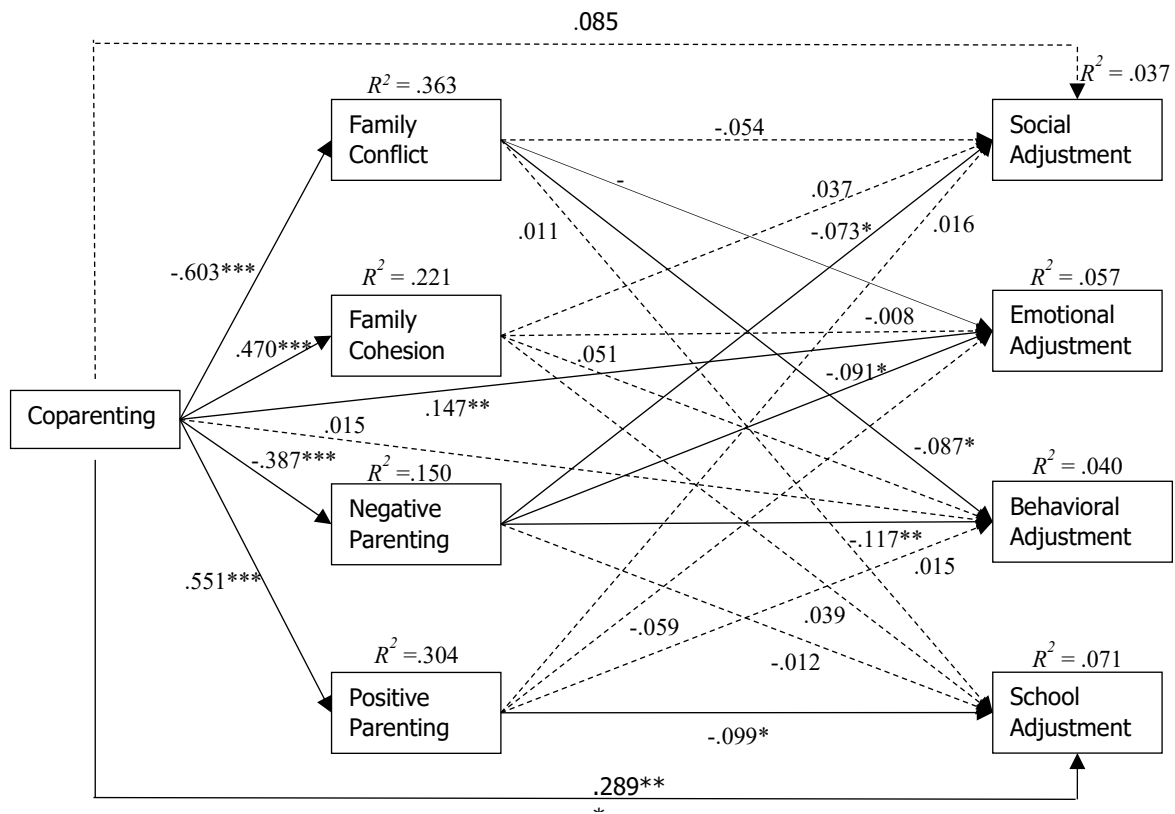 .085
R² = .037
R² = .363
Family
Conflict
Social
Adjustment
-.054
-
.037
.011
-.073*
.016
-.603***
R² = .221
R² = .057
Family
Cohesion
Emotional
Adjustment
-.008
.470***
.051
-.091*
Coparenting
.147**
.015
-.087*
-.387***
R² =.150
R² = .040
Negative
Parenting
Behavioral
Adjustment
-.117**
.015
.551***
-.059
.039
-.012
R² =.304
R² = .071
Positive
Parenting
School
Adjustment
-.099*
.289**
*